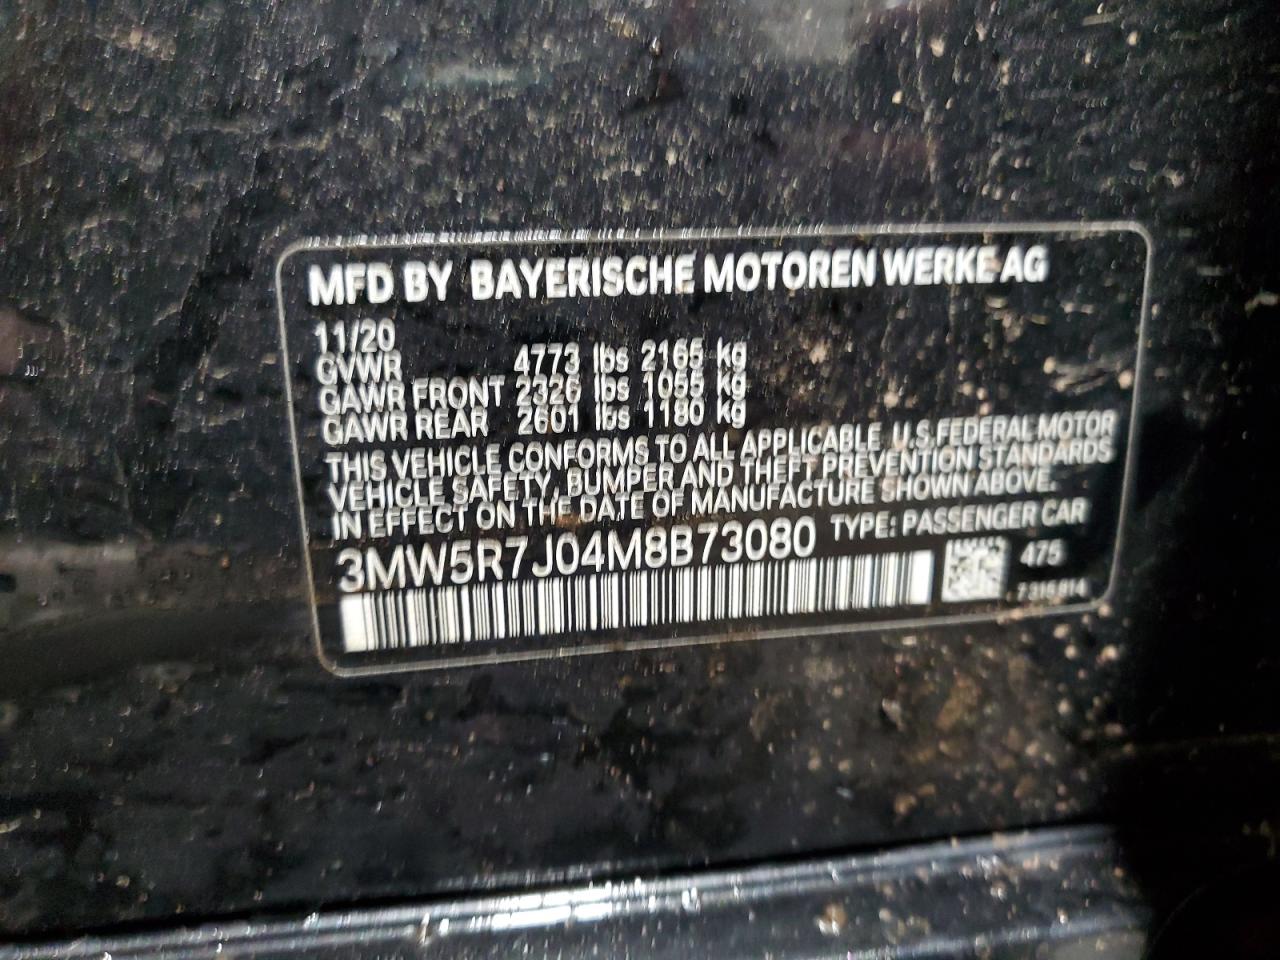 MFD BY BAYERISCHE MOTOREN WERKE AG
11/20
GVWR 4773 lbs 2165 kg
GAWR FRONT 2326 lbs 1055 kg
GAWR REAR 2601 lbs 1180 kg
THIS VEHICLE CONFORMS TO ALL APPLICABLE U.S.FEDERAL MOTOR
VEHICLE SAFETY, BUMPER AND THEFT PREVENTION STANDARDS
IN EFFECT ON THE DATE OF MANUFACTURE SHOWN ABOVE.
3MW5R7J04M8B73080 TYPE: PASSENGER CAR
475